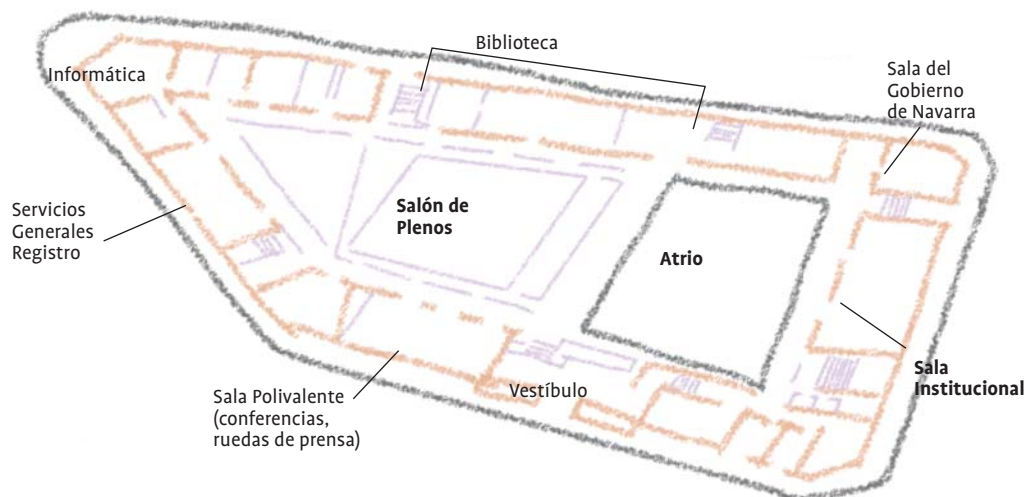 Biblioteca
Informática
Sala del
Gobierno
de Navarra
Servicios
Generales
Registro
Salón de
Plenos
Atrio
Sala
Institucional
Vestíbulo
Sala Polivalente
(conferencias,
ruedas de prensa)